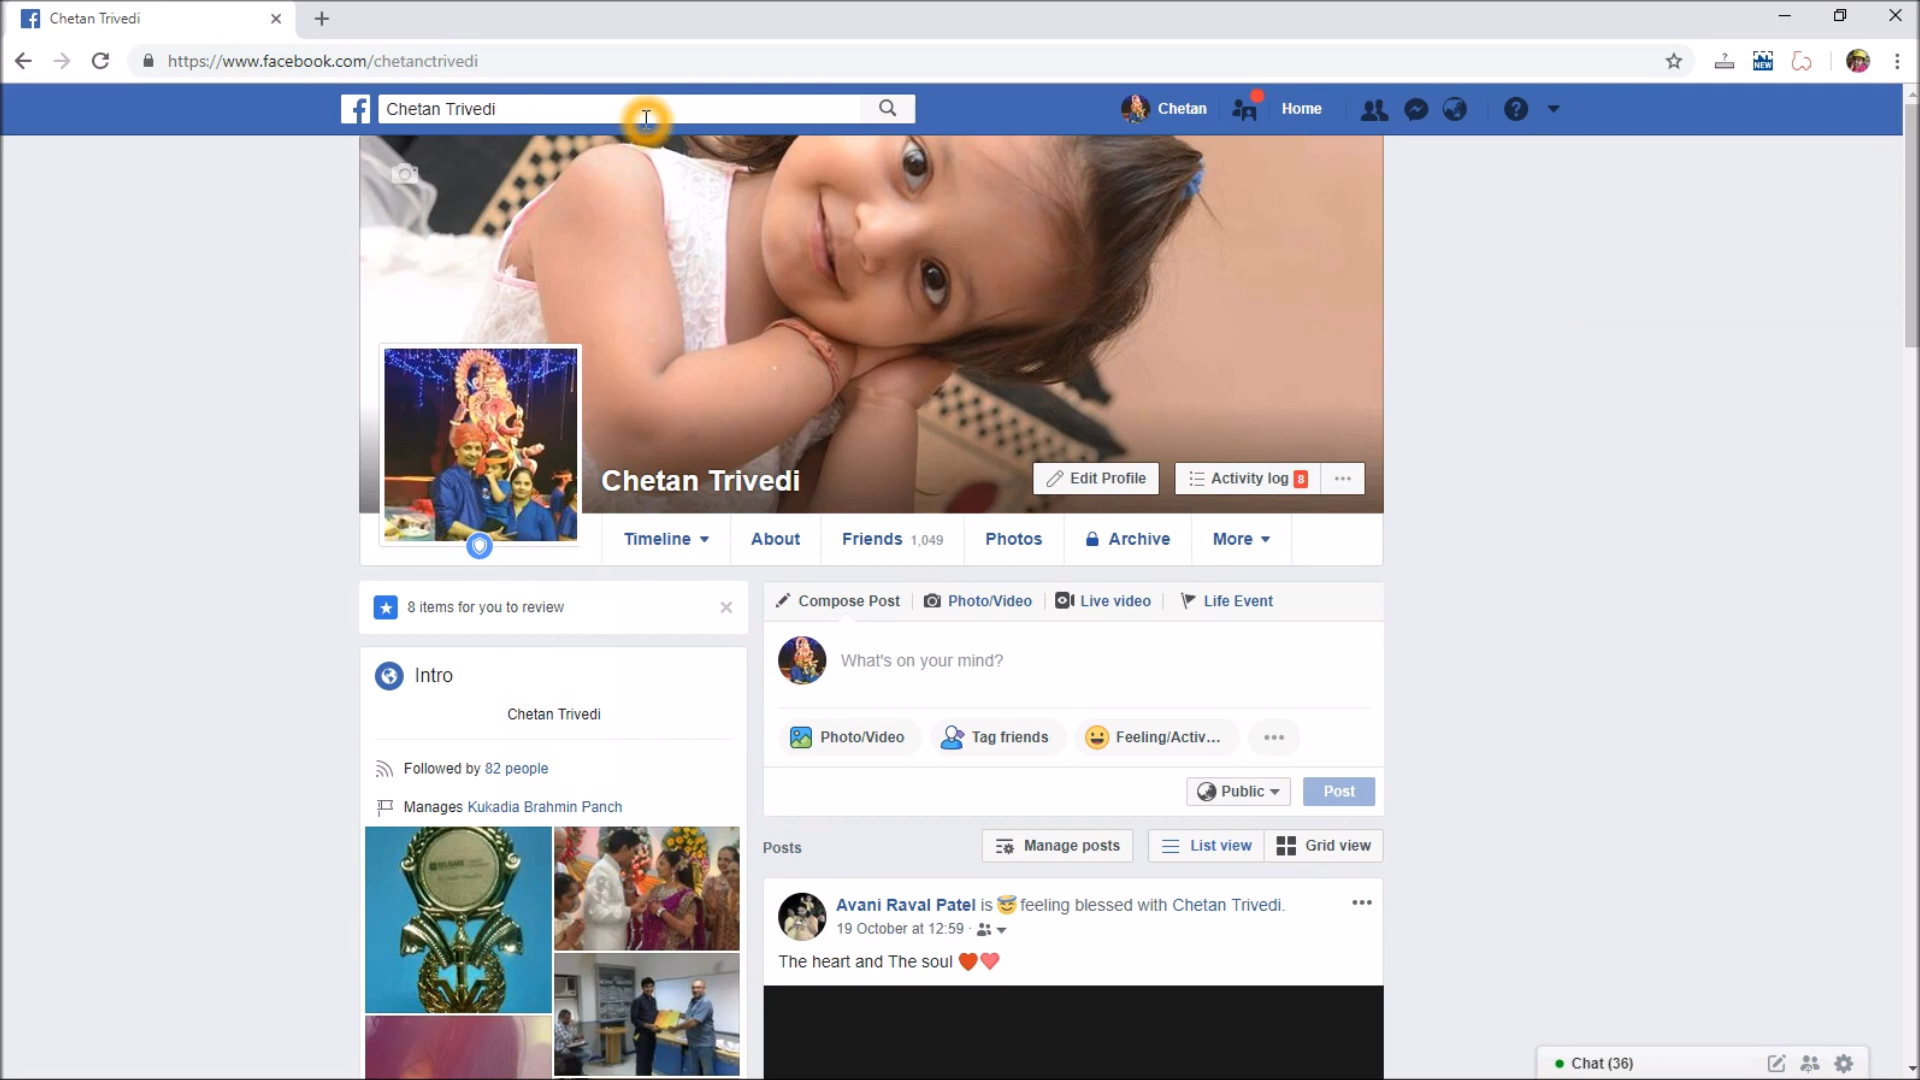 Chetan Trivedi
https://www.facebook.com/chetanctrivedi
NEW
Chetan Trivedi
Chetan
Home
Chetan Trivedi
Edit Profile
Activity log 8
Timeline
About
Friends 1,049
Photos
Archive
More
8 items for you to review
Compose Post
Photo/Video
Live video
Life Event
What's on your mind?
Intro
Chetan Trivedi
Photo/Video
Tag friends
Feeling/Activ...
Followed by 82 people
Manages Kukadia Brahmin Panch
Public
Post
Posts
Manage posts
List view
Grid view
Avani Raval Patel is feeling blessed with Chetan Trivedi.
19 October at 12:59
The heart and The soul
Chat (36)